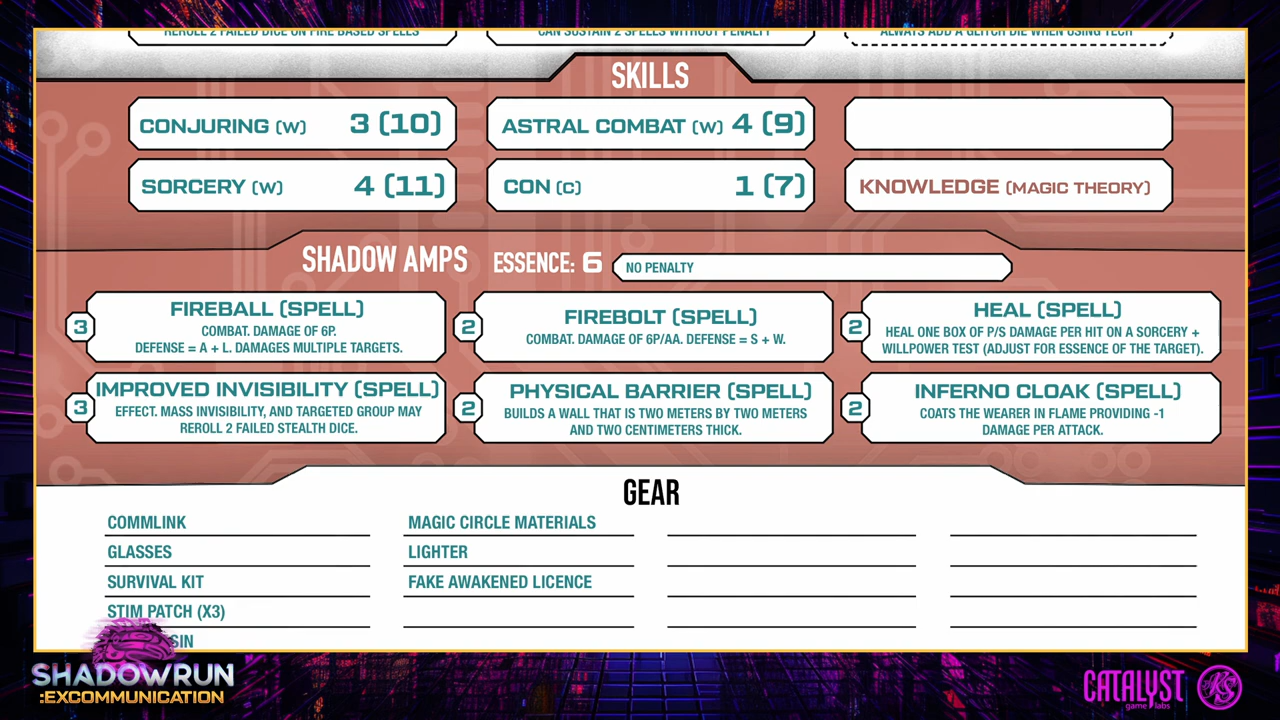 REROLL 2 FAILED DICE ON FIRE BASED SPELLS
CAN SUSTAIN 2 SPELLS WITHOUT PENALTY
ALWAYS ADD A GLITCH DIE WHEN USING TECH
SKILLS
CONJURING (W) 3 (10)
ASTRAL COMBAT (W) 4 (9)
SORCERY (W) 4 (11)
CON (C) 1 (7)
KNOWLEDGE (MAGIC THEORY)
SHADOW AMPS
ESSENCE: 6
NO PENALTY
3
FIREBALL (SPELL)
COMBAT. DAMAGE OF 6P.
DEFENSE = A + L. DAMAGES MULTIPLE TARGETS.
2
FIREBOLT (SPELL)
COMBAT. DAMAGE OF 6P/AA. DEFENSE = S + W.
2
HEAL (SPELL)
HEAL ONE BOX OF P/S DAMAGE PER HIT ON A SORCERY +
WILLPOWER TEST (ADJUST FOR ESSENCE OF THE TARGET).
3
IMPROVED INVISIBILITY (SPELL)
EFFECT. MASS INVISIBILITY, AND TARGETED GROUP MAY
REROLL 2 FAILED STEALTH DICE.
2
PHYSICAL BARRIER (SPELL)
BUILDS A WALL THAT IS TWO METERS BY TWO METERS
AND TWO CENTIMETERS THICK.
2
INFERNO CLOAK (SPELL)
COATS THE WEARER IN FLAME PROVIDING -1
DAMAGE PER ATTACK.
GEAR
COMMLINK
GLASSES
SURVIVAL KIT
STIM PATCH (X3)
SIN
MAGIC CIRCLE MATERIALS
LIGHTER
FAKE AWAKENED LICENCE
SHADOWRUN
:EXCOMMUNICATION
CATALYST
game labs